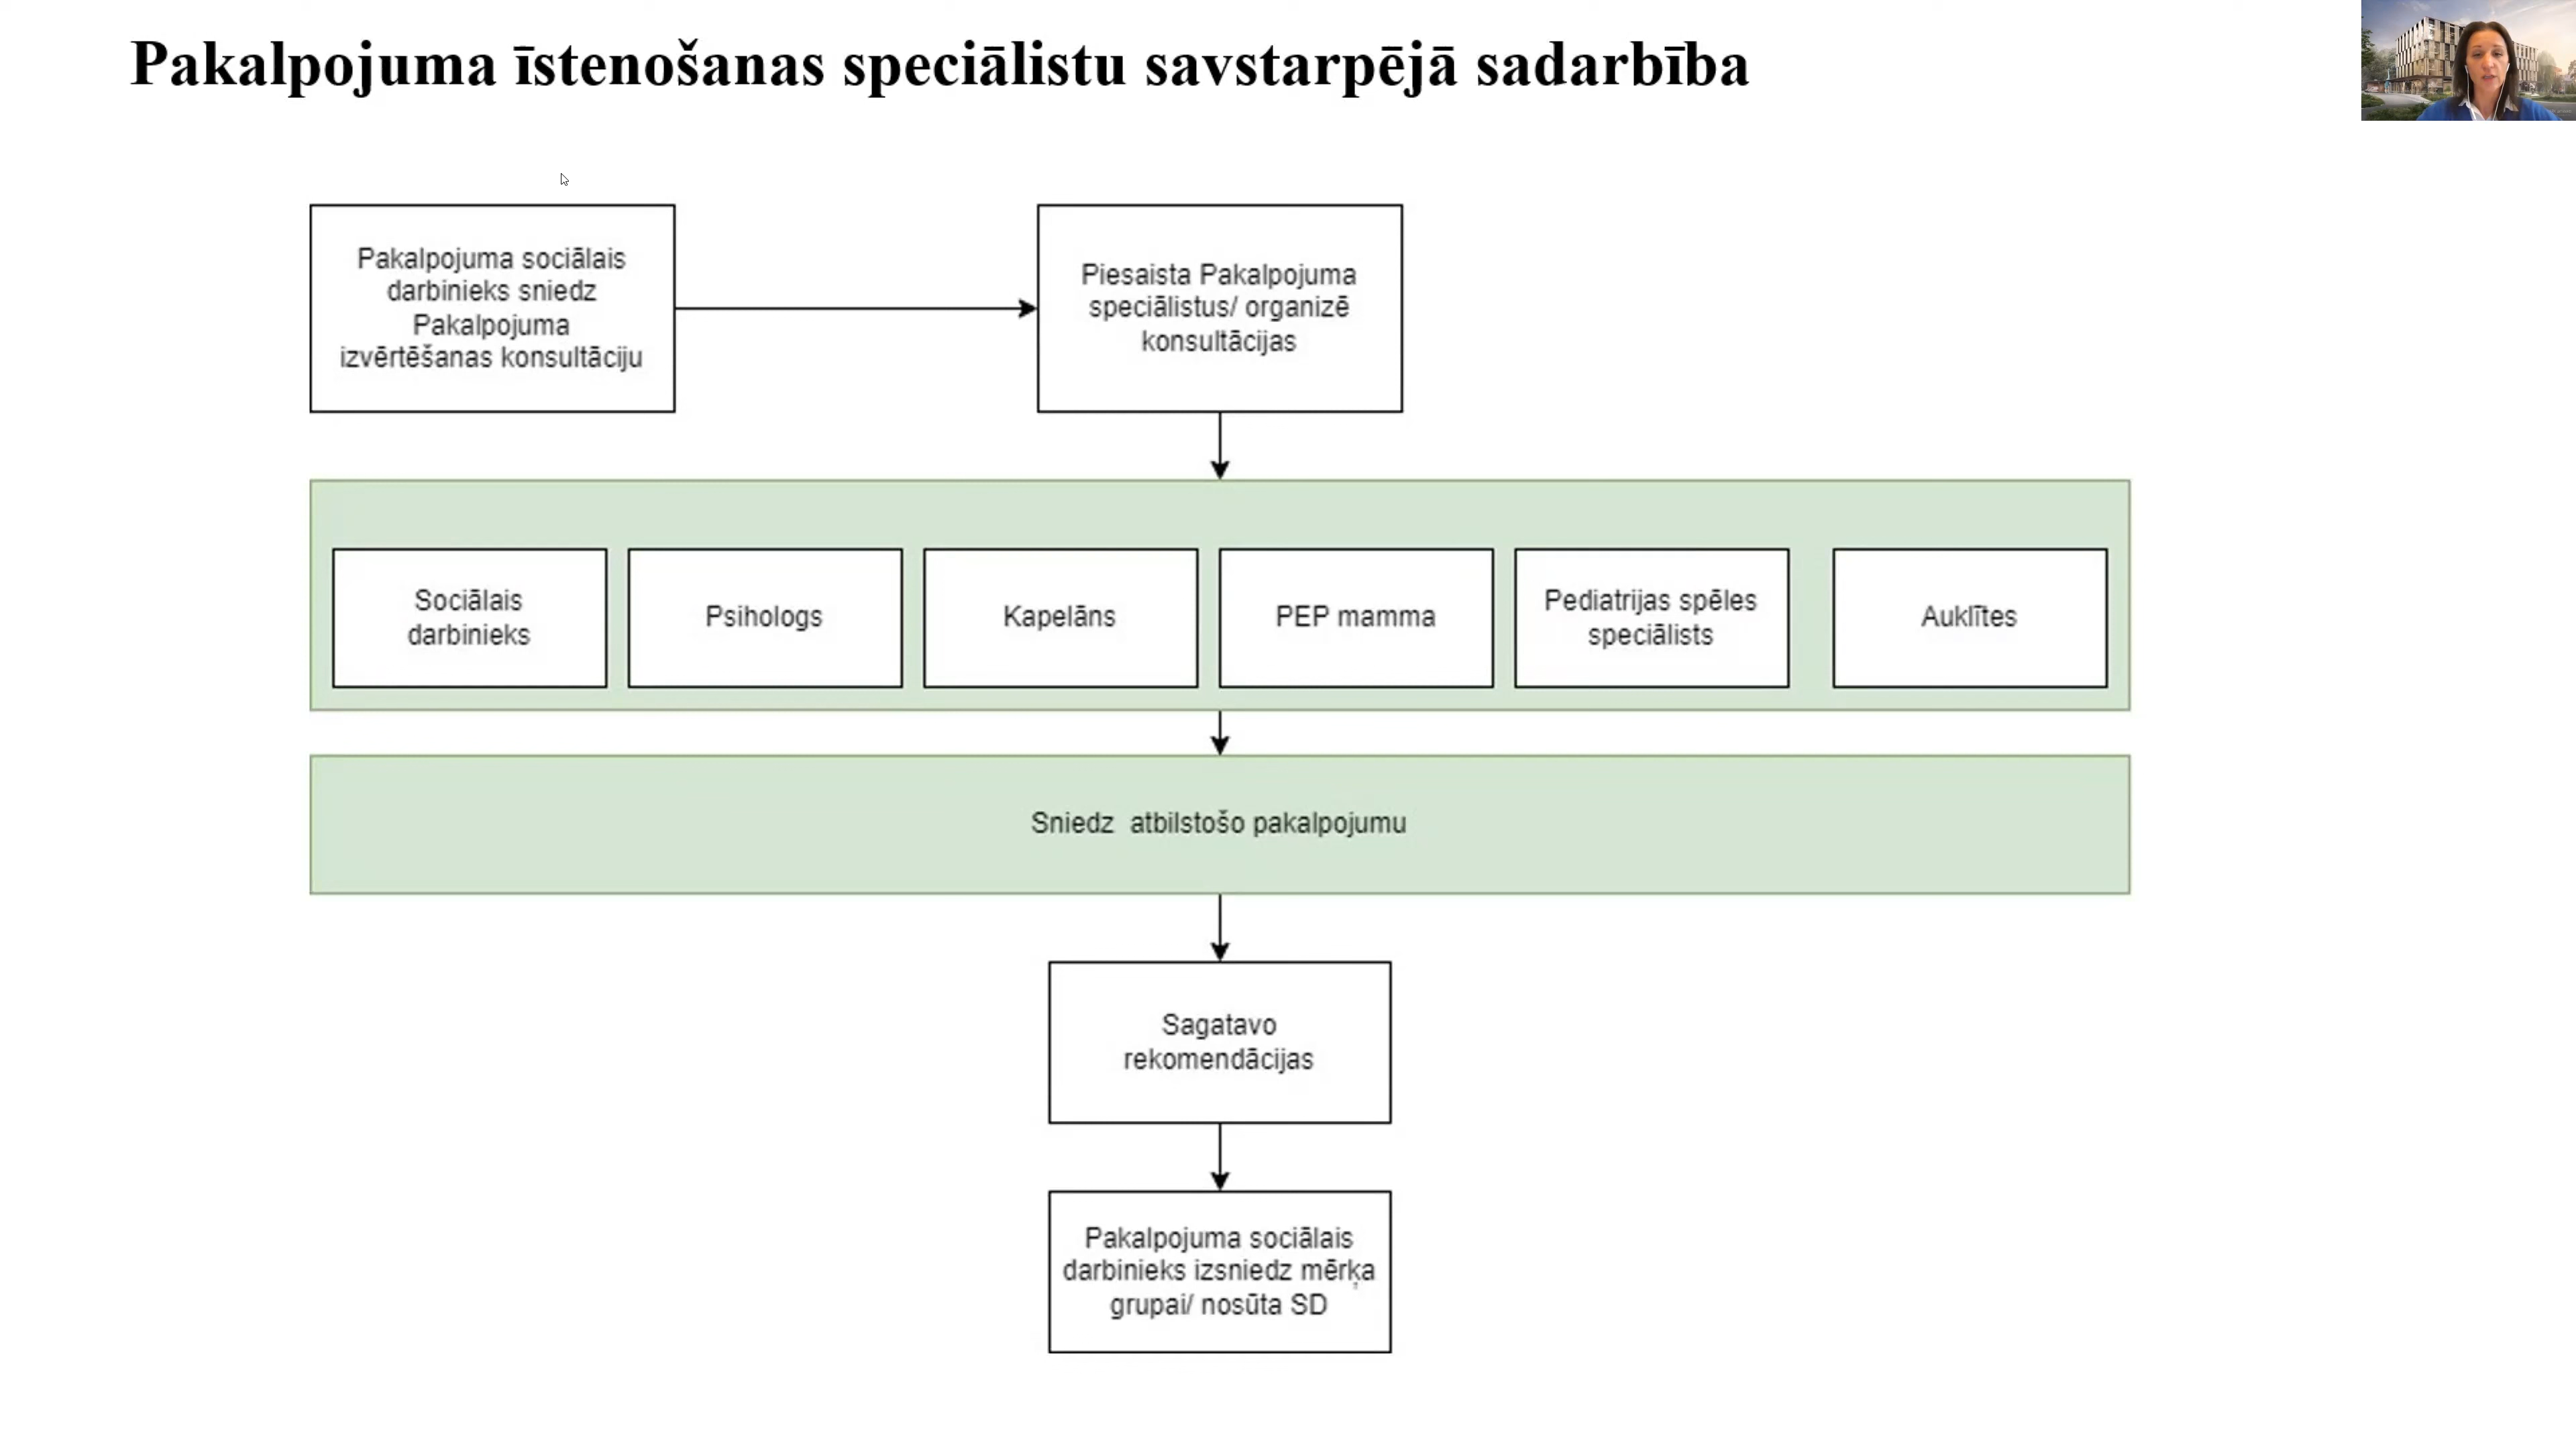 Pakalpojuma īstenošanas speciālistu savstarpējā sadarbība
Pakalpojuma sociālais
darbinieks sniedz
Pakalpojuma
izvērtēšanas konsultāciju
Piesaista Pakalpojuma
speciālistus/ organizē
konsultācijas
Sociālais
darbinieks
Psihologs
Kapelāns
PEP mamma
Pediatrijas spēles
speciālists
Auklītes
Sniedz atbilstošo pakalpojumu
Sagatavo
rekomendācijas
Pakalpojuma sociālais
darbinieks izsniedz mērķa
grupai/ nosūta SD